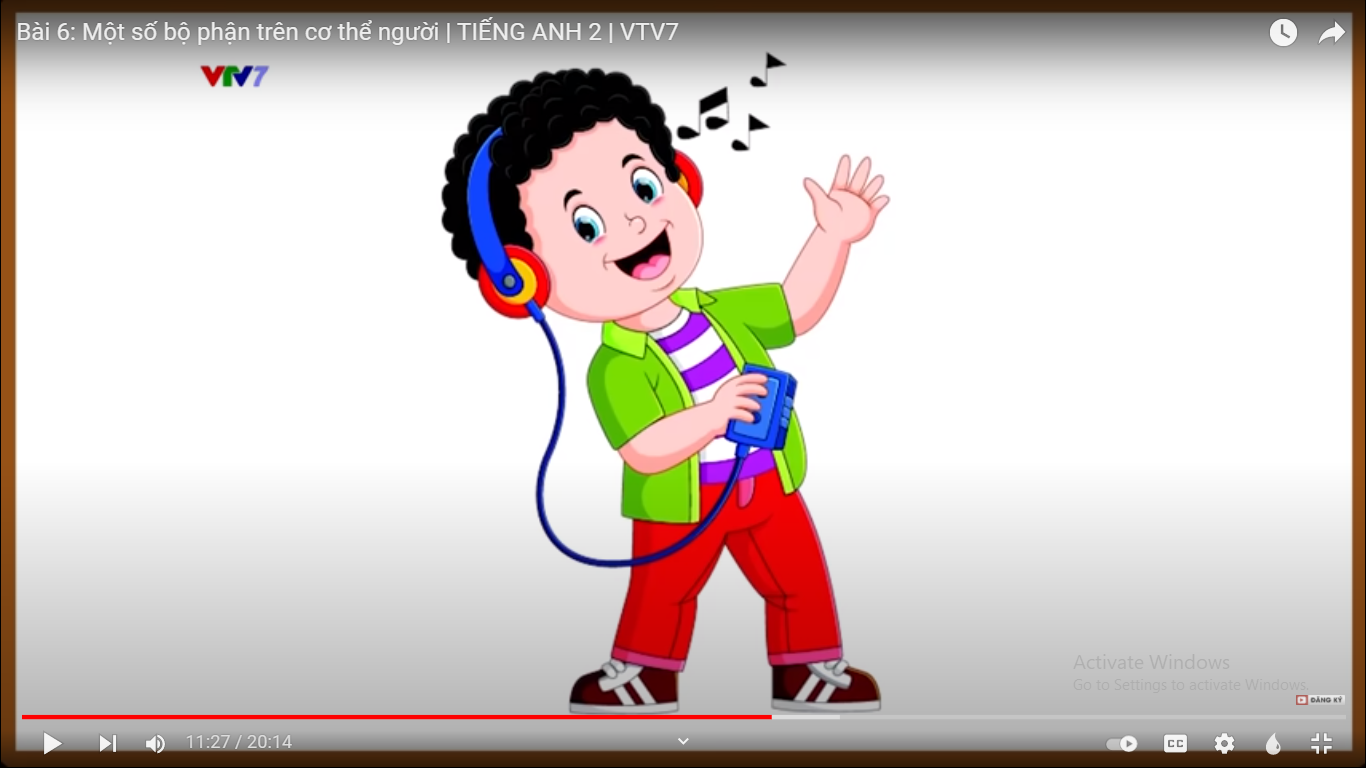 Bài 6: Một số bộ phận trên cơ thể người | TIẾNG ANH 2 | VTV7
VTV7
Activate Windows
Go to Settings to activate Windows.
ĐĂNG KÝ
11:27 / 20:14
CC